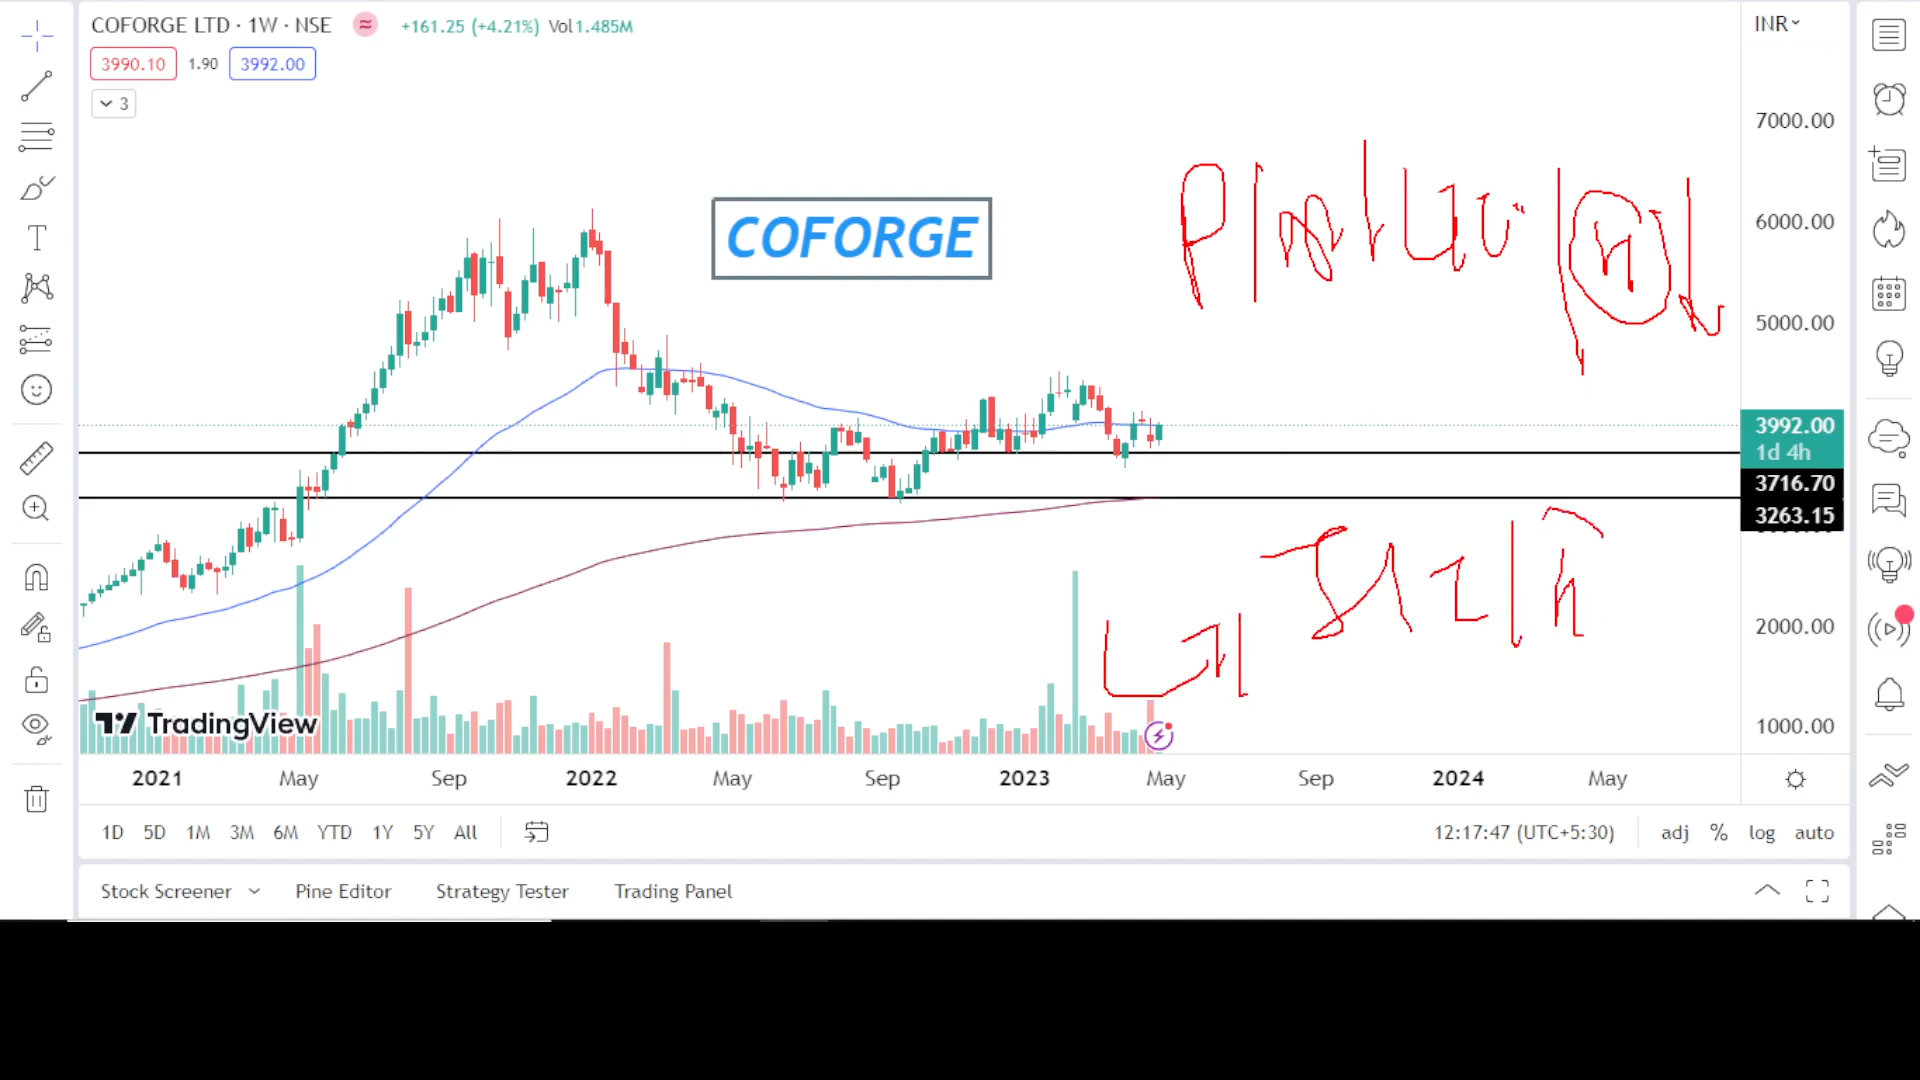 COFORGE LTD · 1W · NSE ≈ +161.25 (+4.21%) Vol1.485M
INR
3990.10 1.90 3992.00
3
7000.00
COFORGE
6000.00
5000.00
3992.00
1d 4h
3716.70
3263.15
2000.00
TradingView
1000.00
2021 May Sep 2022 May Sep 2023 May Sep 2024 May
1D 5D 1M 3M 6M YTD 1Y 5Y All
12:17:47 (UTC+5:30) adj % log auto
Stock Screener Pine Editor Strategy Tester Trading Panel